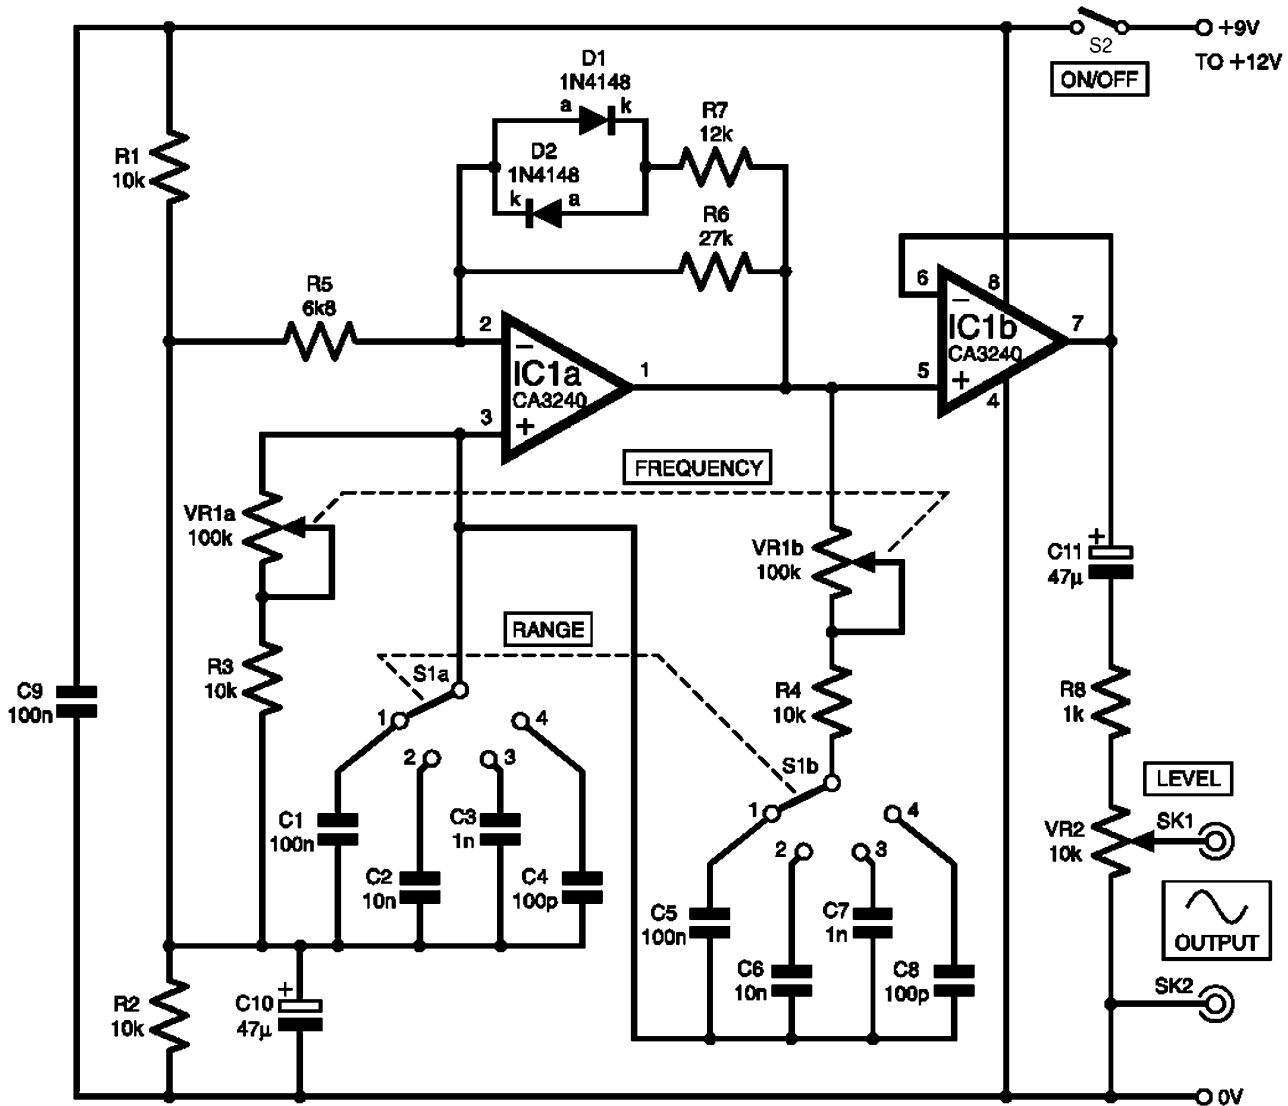 +9V
TO +12V
S2
ON/OFF
D1
1N4148
a
k
D2
1N4148
k
a
R7
12k
R1
10k
R6
27k
R5
6k8
2
−
IC1a
CA3240
3
+
1
6
−
8
IC1b
CA3240
5
+
4
7
FREQUENCY
VR1a
100k
VR1b
100k
+
C11
47µ
RANGE
S1a
R3
10k
R4
10k
R8
1k
C9
100n
1
2
3
4
S1b
LEVEL
C1
100n
C2
10n
C3
1n
C4
100p
1
2
3
4
VR2
10k
SK1
C5
100n
C6
10n
C7
1n
C8
100p
OUTPUT
R2
10k
+
C10
47µ
SK2
0V